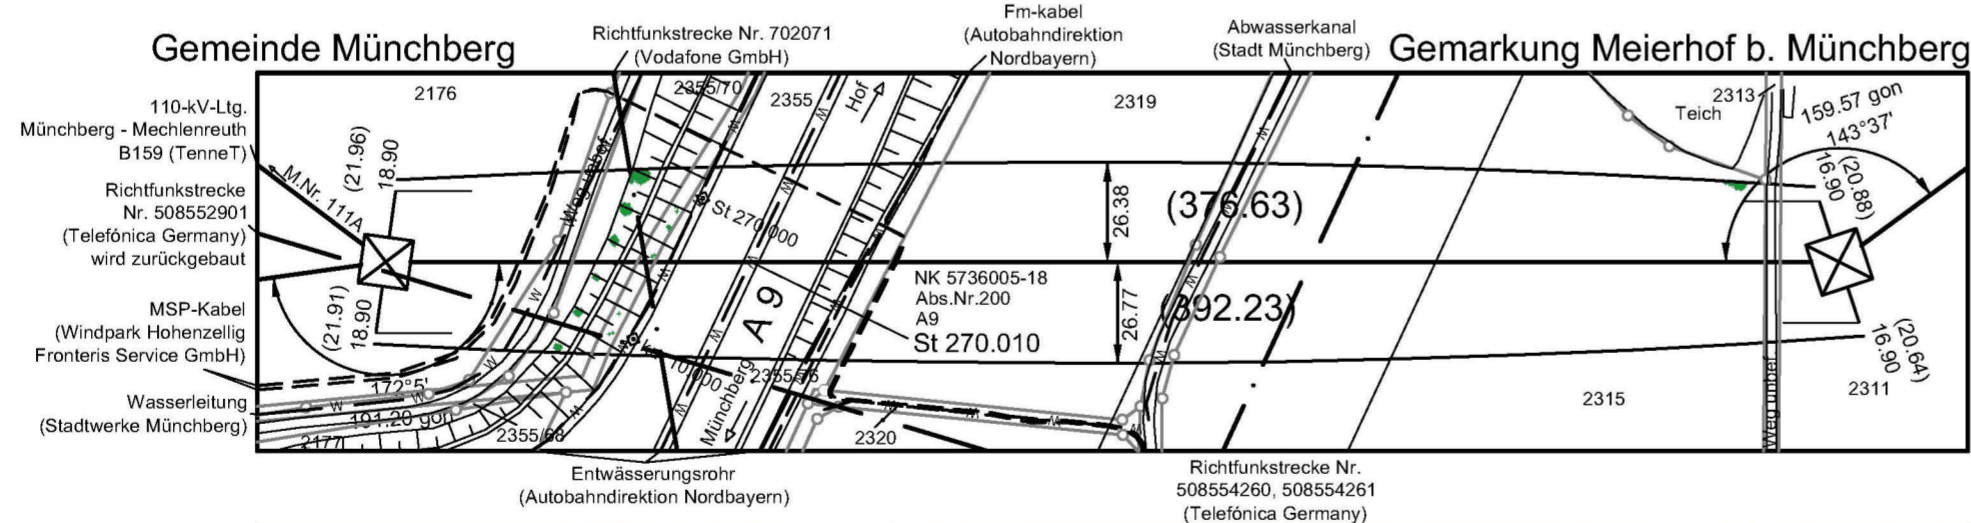 Gemeinde Münchberg
Richtfunkstrecke Nr. 702071
(Vodafone GmbH)
Fm-kabel
(Autobahndirektion
Nordbayern)
Abwasserkanal
(Stadt Münchberg)
Gemarkung Meierhof b. Münchberg
110-kV-Ltg.
Münchberg - Mechlenreuth
B159 (TenneT)
Richtfunkstrecke
Nr. 508552901
(Telefónica Germany)
wird zurückgebaut
MSP-Kabel
(Windpark Hohenzellig
Fronteris Service GmbH)
Wasserleitung
(Stadtwerke Münchberg)
2176
2355/70
2355
Hof
2319
2313
Teich
159.57 gon
143°37'
(20.88)
16.90
(21.96)
18.90
M.Nr. 111A
St 270.000
26.38
(376.63)
(21.91)
18.90
NK 5736005-18
Abs.Nr.200
A9
St 270.010
A 9
26.77
(392.23)
(20.64)
16.90
172°5'
191.20 gon
2177
2355/68
Münchberg
2320
2315
2311
Weg unbef.
Entwässerungsrohr
(Autobahndirektion Nordbayern)
Richtfunkstrecke Nr.
508554260, 508554261
(Telefónica Germany)